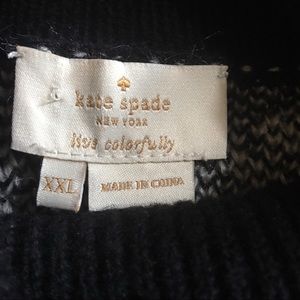 kate spade
NEW YORK
live colorfully
XXL
MADE IN CHINA